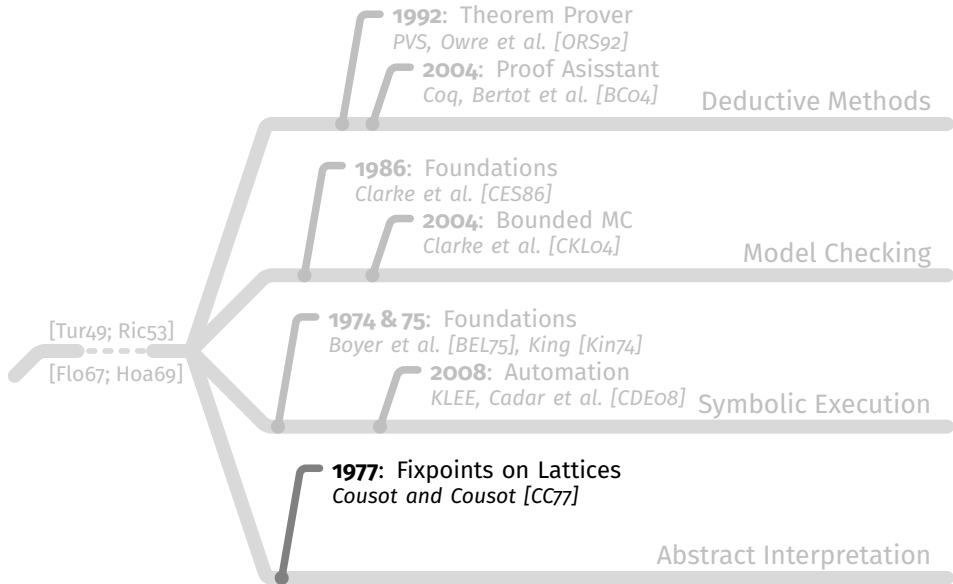 1992: Theorem Prover
PVS, Owre et al. [ORS92]
2004: Proof Asisstant
Coq, Bertot et al. [BC04]
Deductive Methods
1986: Foundations
Clarke et al. [CES86]
2004: Bounded MC
Clarke et al. [CKL04]
Model Checking
[Tur49; Ric53]
[Flo67; Hoa69]
1974 & 75: Foundations
Boyer et al. [BEL75], King [Kin74]
2008: Automation
KLEE, Cadar et al. [CDE08]
Symbolic Execution
1977: Fixpoints on Lattices
Cousot and Cousot [CC77]
Abstract Interpretation